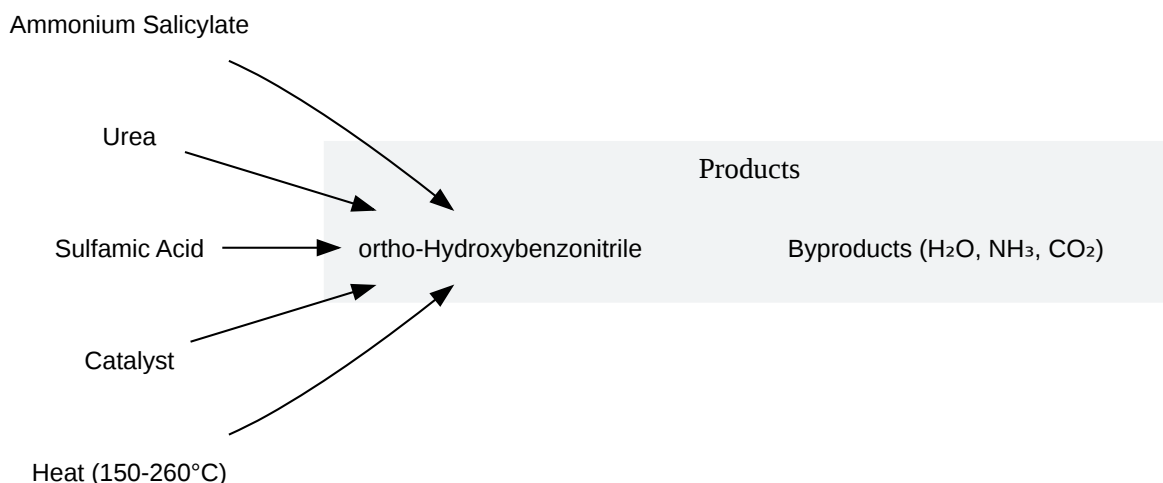 Ammonium Salicylate
Urea
Products
Sulfamic Acid
ortho-Hydroxybenzonitrile
Byproducts (H₂O, NH₃, CO₂)
Catalyst
Heat (150-260°C)